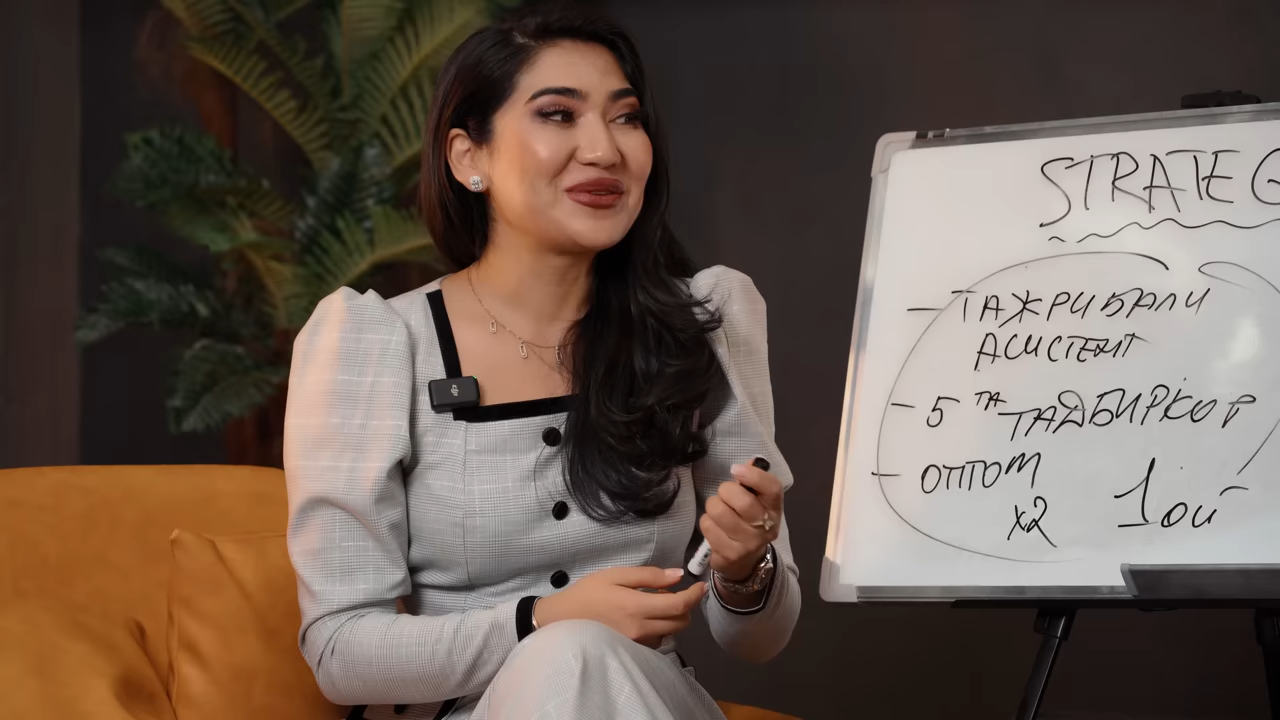 STRATEG
– ТАЖРИБАЛИ
АСИСТЕНТ
– 5 ТА ТАДБИРКОР
– ОПТОМ
x2 1ой